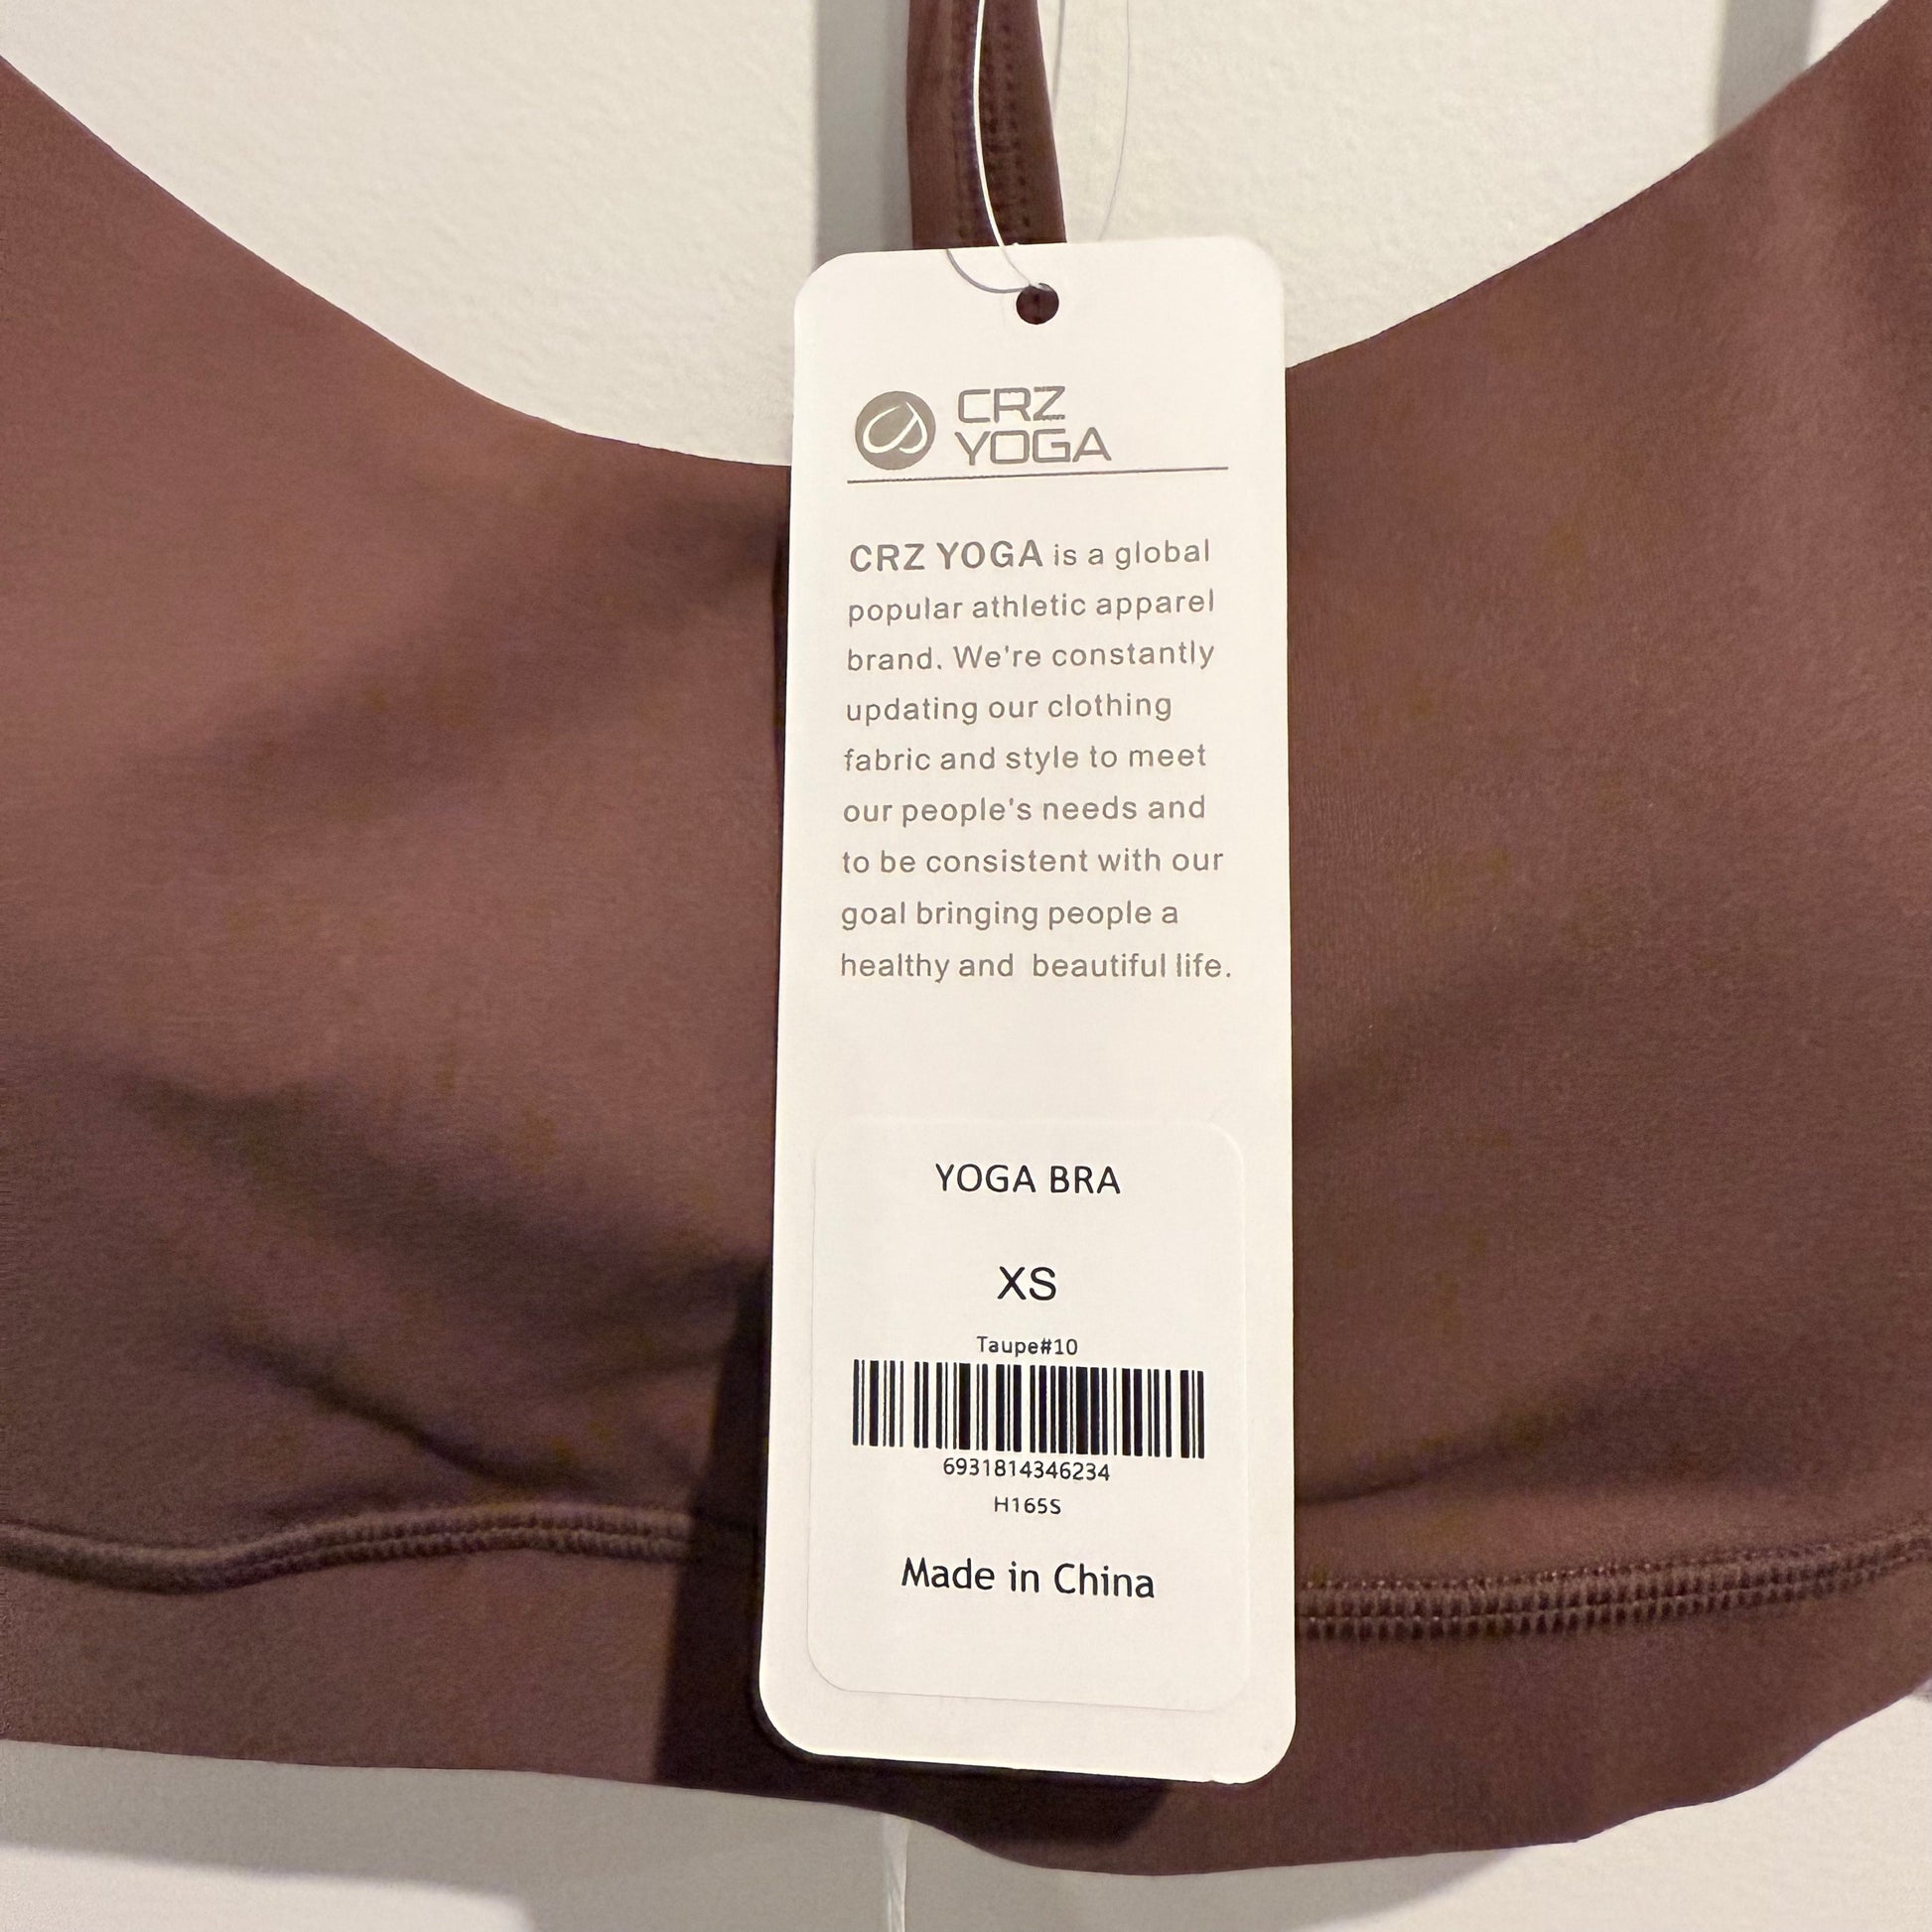 CRZ
YOGA
CRZ YOGA is a global
popular athletic apparel
brand. We're constantly
updating our clothing
fabric and style to meet
our people's needs and
to be consistent with our
goal bringing people a
healthy and beautiful life.
YOGA BRA
XS
Taupe#10
6931814346234
H165S
Made in China